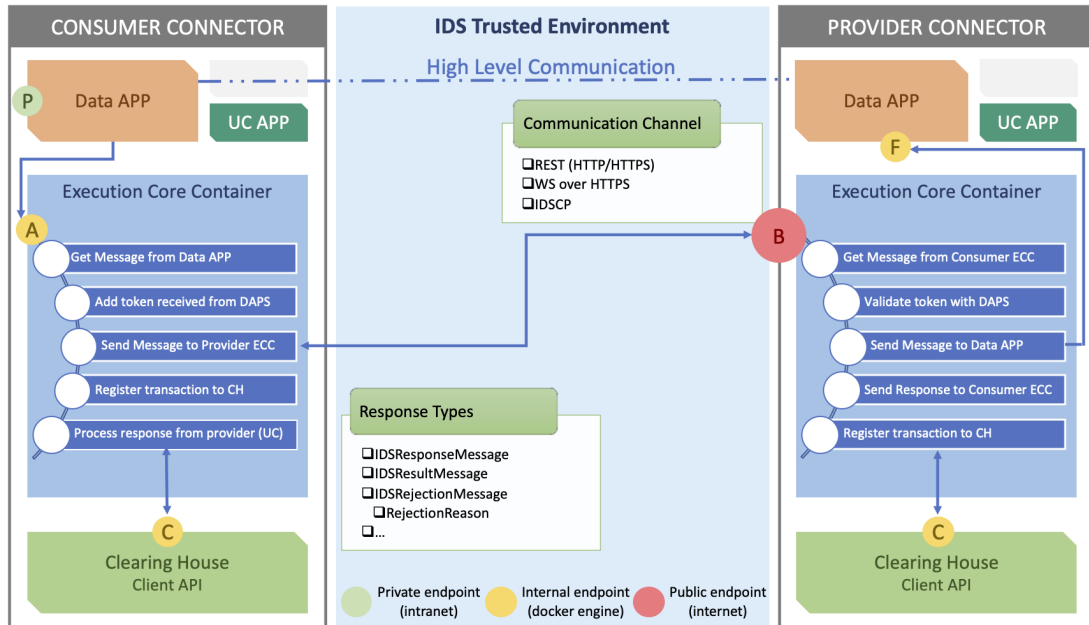 CONSUMER CONNECTOR
Data APP
P
UC APP
Execution Core Container
A
Get Message from Data APP
Add token received from DAPS
Send Message to Provider ECC
Register transaction to CH
Process response from provider (UC)
C
Clearing House
Client API
IDS Trusted Environment
High Level Communication
Communication Channel
REST (HTTP/HTTPS)
WS over HTTPS
IDSCP
B
Response Types
IDSResponseMessage
IDSResultMessage
IDSRejectionMessage
RejectionReason
...
Private endpoint
(intranet)
Internal endpoint
(docker engine)
Public endpoint
(internet)
PROVIDER CONNECTOR
Data APP
UC APP
F
Execution Core Container
Get Message from Consumer ECC
Validate token with DAPS
Send Message to Data APP
Send Response to Consumer ECC
Register transaction to CH
C
Clearing House
Client API